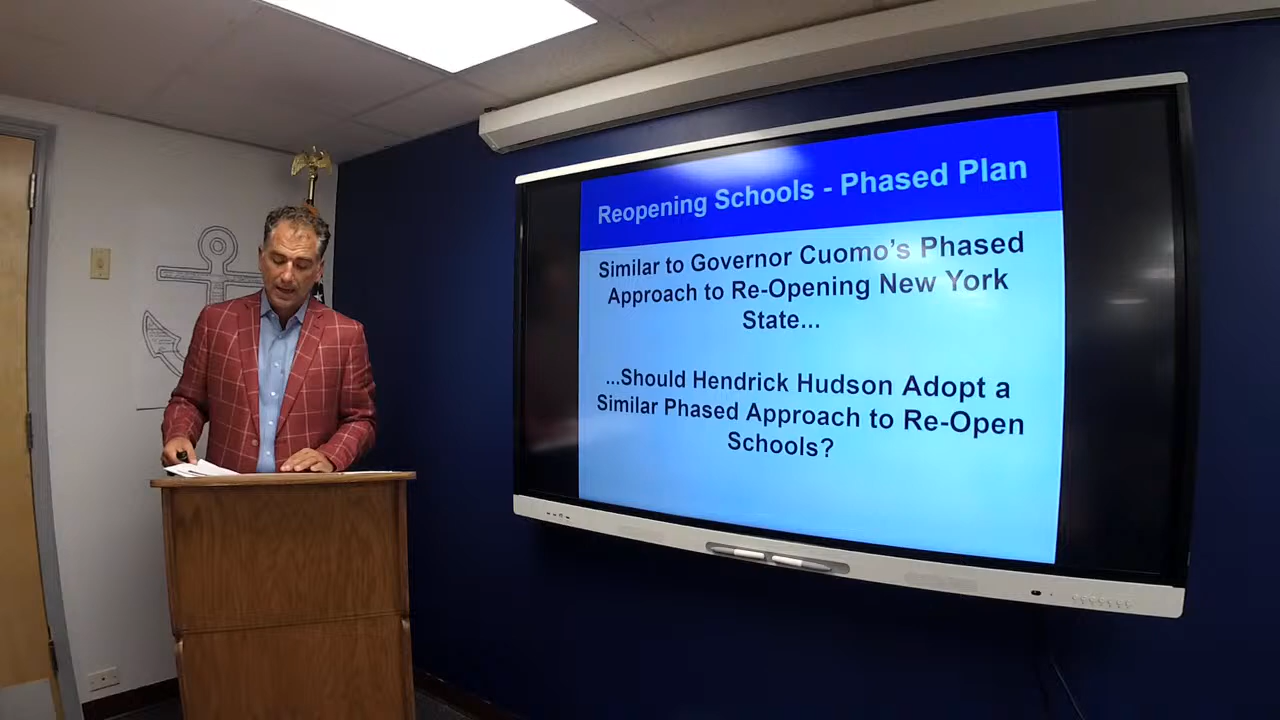 Reopening Schools - Phased Plan
Similar to Governor Cuomo's Phased
Approach to Re-Opening New York
State...
...Should Hendrick Hudson Adopt a
Similar Phased Approach to Re-Open
Schools?